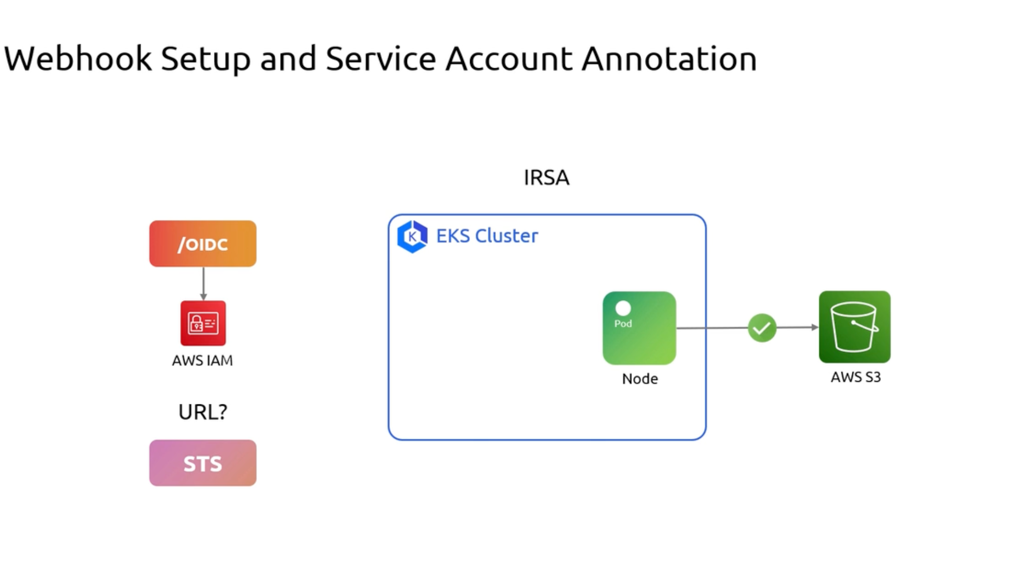 Webhook Setup and Service Account Annotation
IRSA
/OIDC
AWS IAM
URL?
STS
K
EKS Cluster
Pod
Node
AWS S3